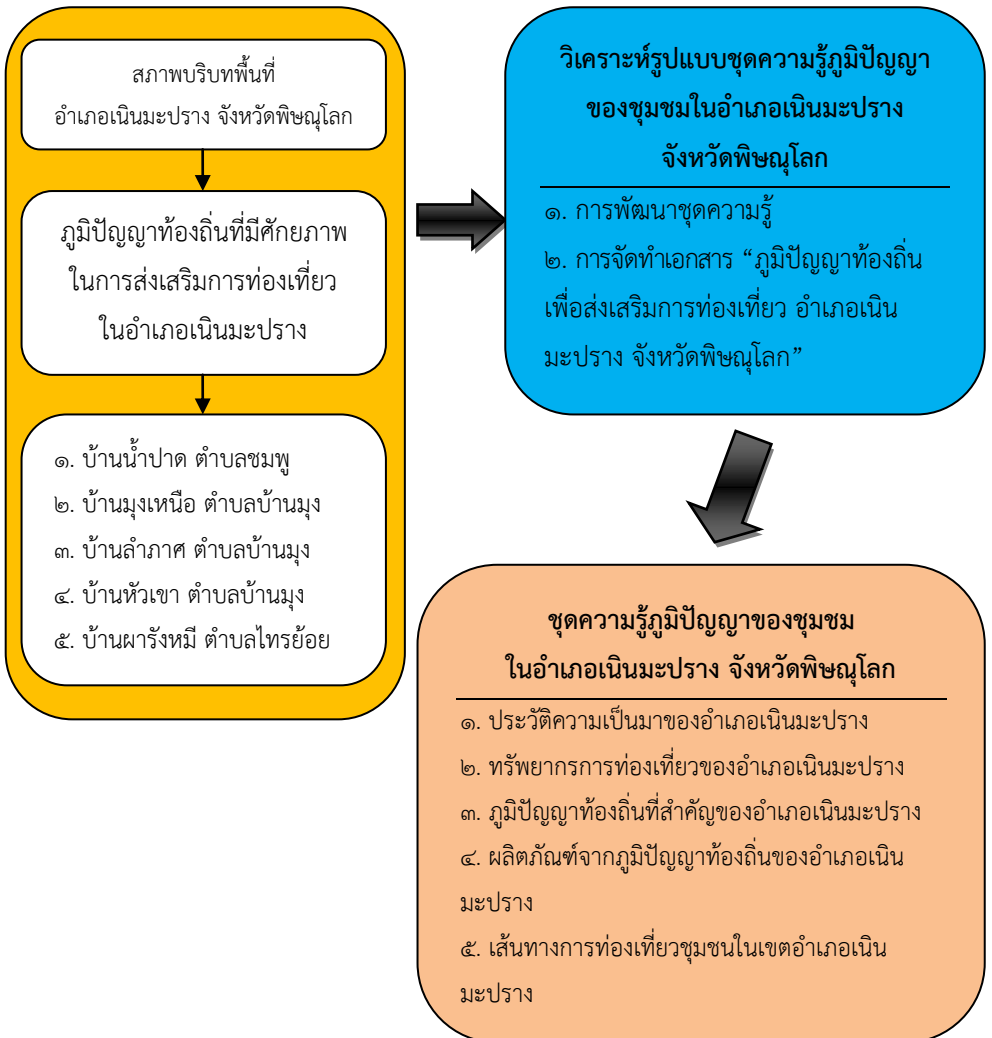 สภาพบริบทพื้นที่
อำเภอเนินมะปราง จังหวัดพิษณุโลก
ภูมิปัญญาท้องถิ่นที่มีศักยภาพ
ในการส่งเสริมการท่องเที่ยว
ในอำเภอเนินมะปราง
๑. บ้านน้ำปาด ตำบลชมพู
๒. บ้านมุงเหนือ ตำบลบ้านมุง
๓. บ้านลำภาศ ตำบลบ้านมุง
๔. บ้านหัวเขา ตำบลบ้านมุง
๕. บ้านผารังหมี ตำบลไทรย้อย
วิเคราะห์รูปแบบชุดความรู้ภูมิปัญญา
ของชุมชมในอำเภอเนินมะปราง
จังหวัดพิษณุโลก
๑. การพัฒนาชุดความรู้
๒. การจัดทำเอกสาร “ภูมิปัญญาท้องถิ่น
เพื่อส่งเสริมการท่องเที่ยว อำเภอเนิน
มะปราง จังหวัดพิษณุโลก”
ชุดความรู้ภูมิปัญญาของชุมชม
ในอำเภอเนินมะปราง จังหวัดพิษณุโลก
๑. ประวัติความเป็นมาของอำเภอเนินมะปราง
๒. ทรัพยากรการท่องเที่ยวของอำเภอเนินมะปราง
๓. ภูมิปัญญาท้องถิ่นที่สำคัญของอำเภอเนินมะปราง
๔. ผลิตภัณฑ์จากภูมิปัญญาท้องถิ่นของอำเภอเนิน
มะปราง
๕. เส้นทางการท่องเที่ยวชุมชนในเขตอำเภอเนิน
มะปราง